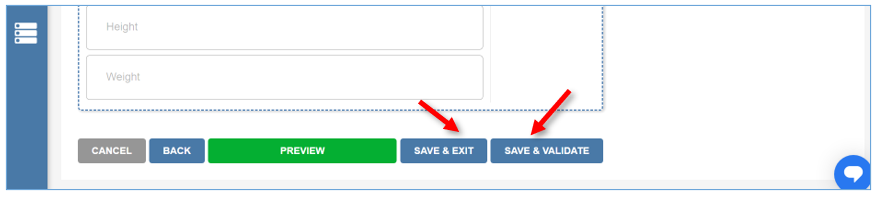 Height
Weight
CANCEL BACK PREVIEW SAVE & EXIT SAVE & VALIDATE